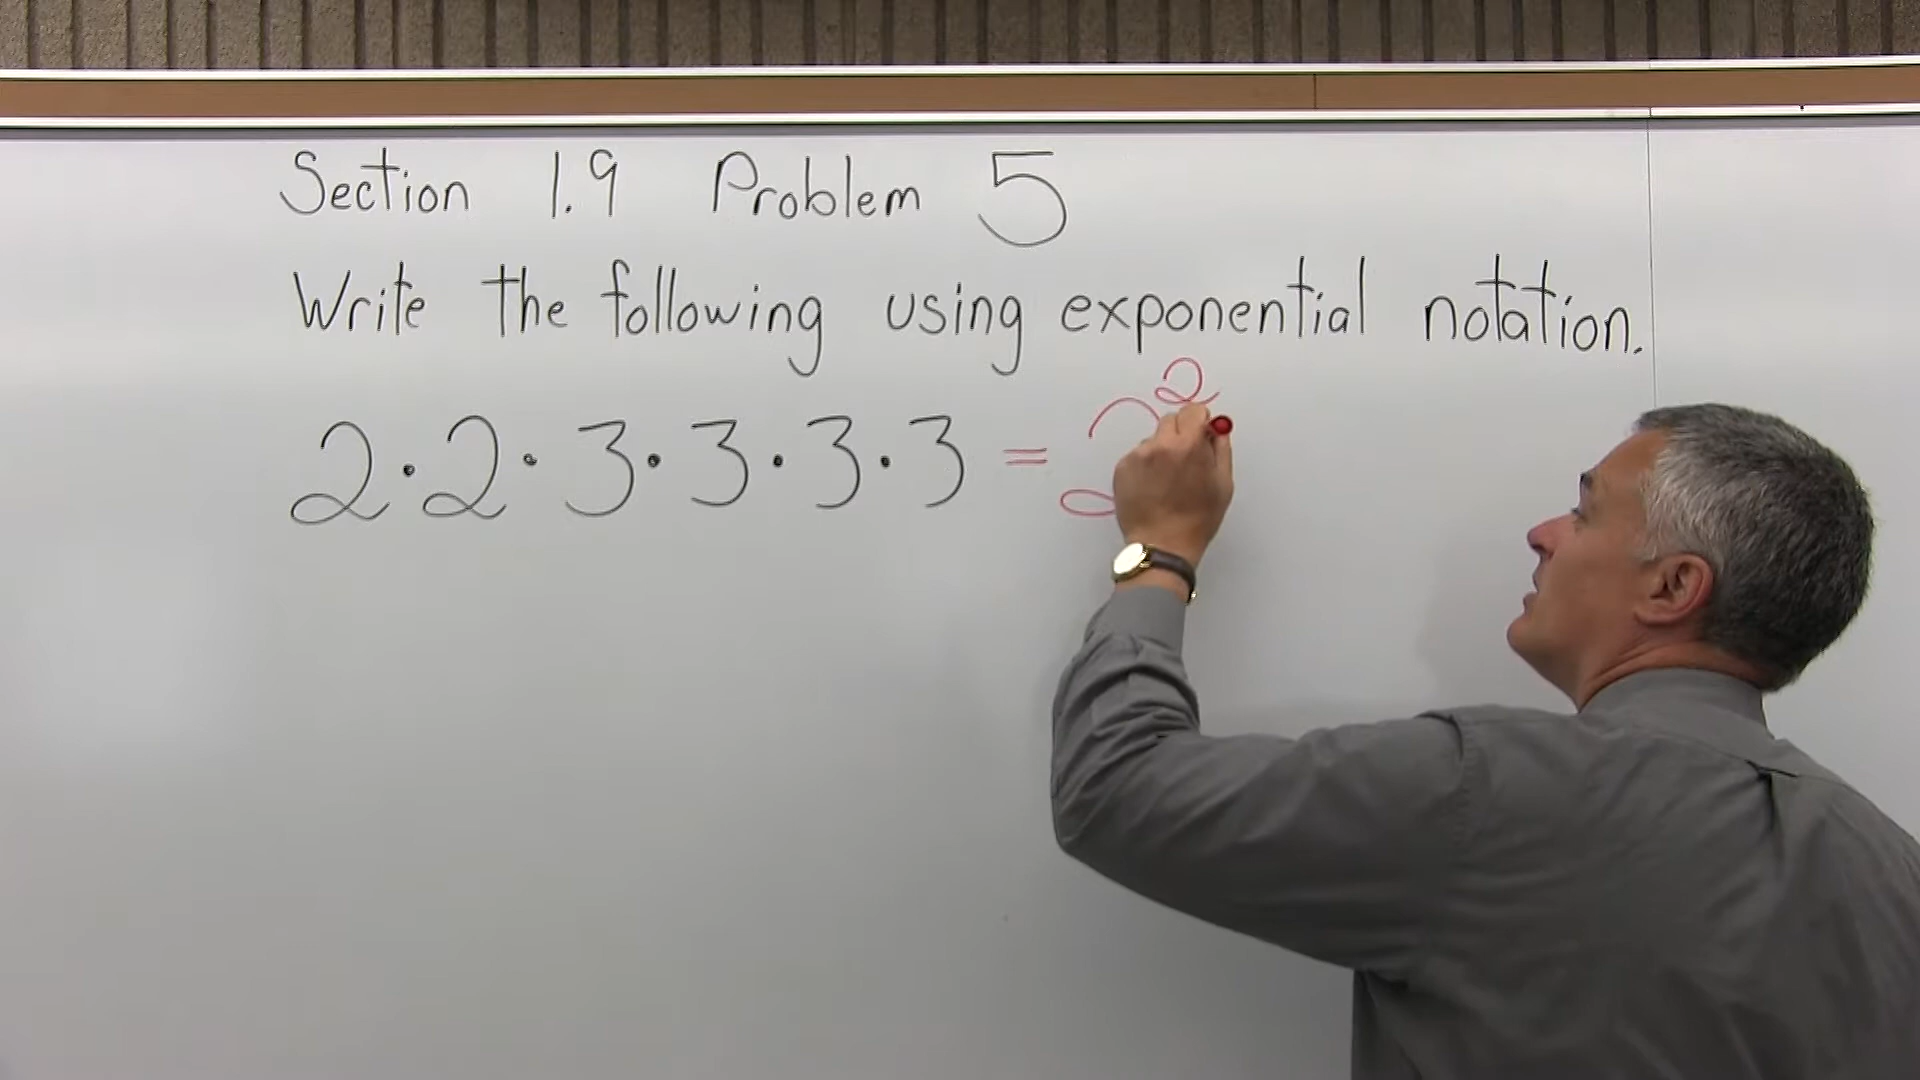 Section 1.9 Problem 5
Write the following using exponential notation.
2·2·3·3·3·3 = 2²